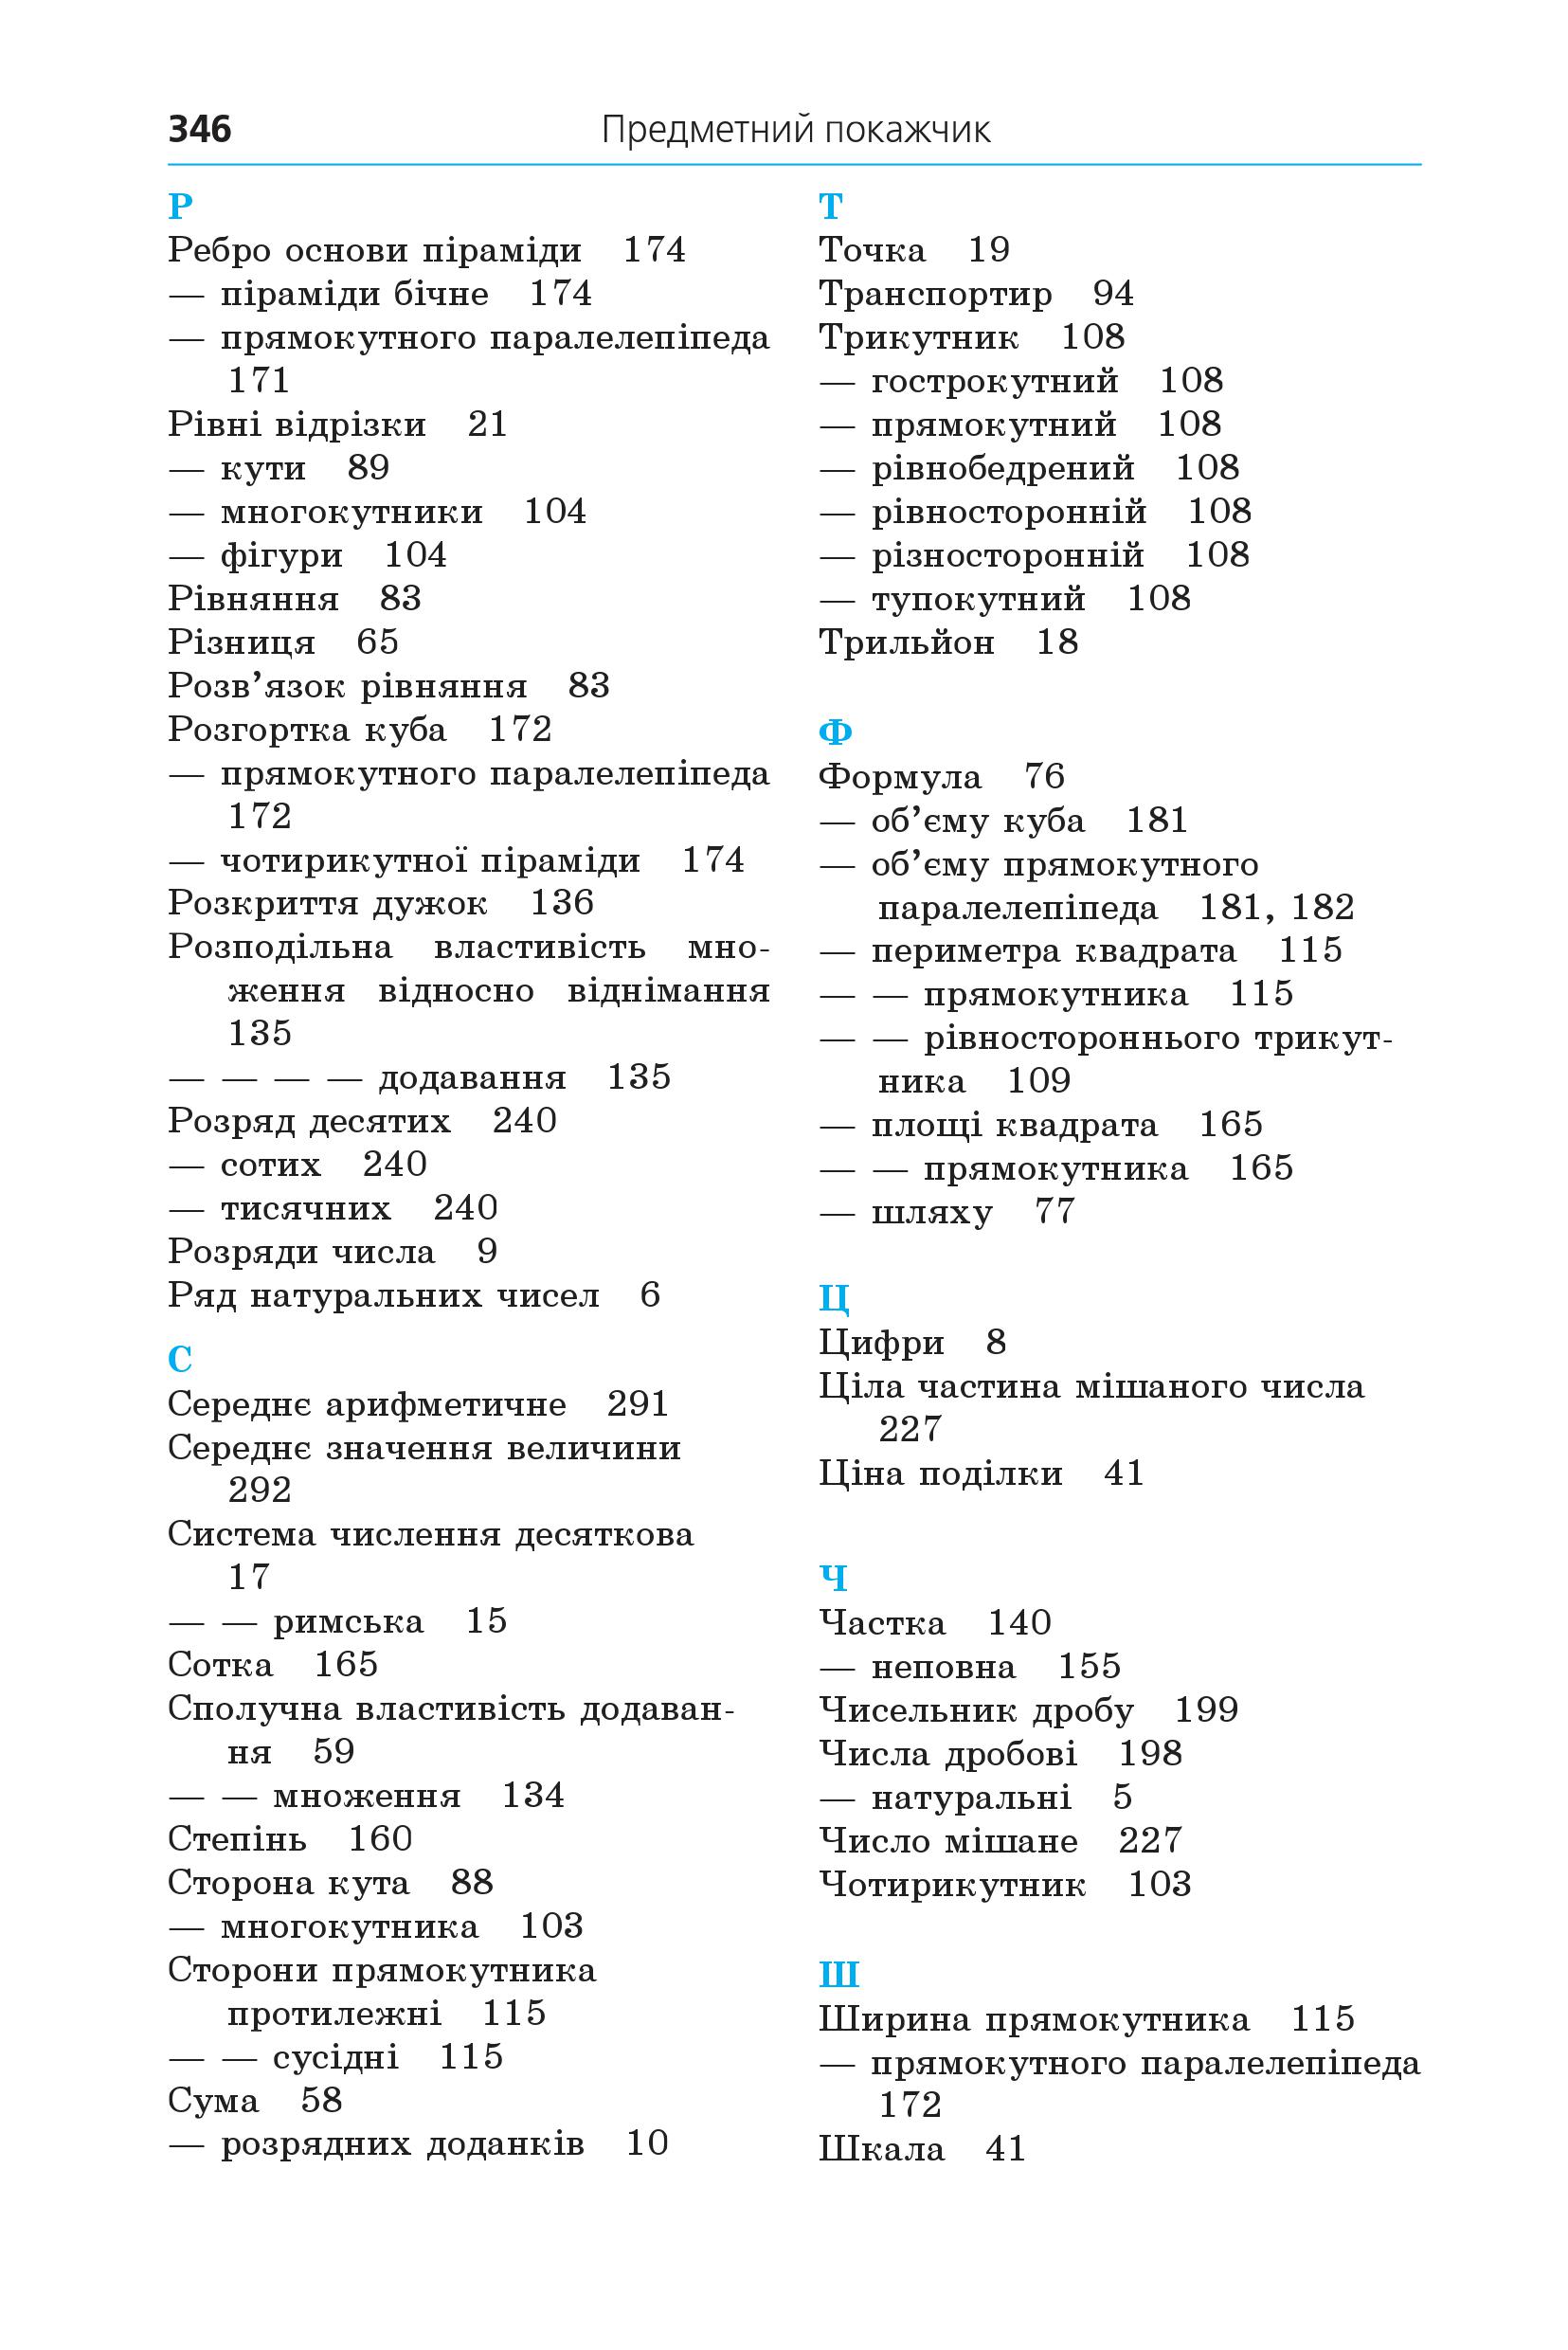 346 Предметний покажчик
Р
Ребро основи піраміди 174
— піраміди бічне 174
— прямокутного паралелепіпеда
171
Рівні відрізки 21
— кути 89
— многокутники 104
— фігури 104
Рівняння 83
Різниця 65
Розв’язок рівняння 83
Розгортка куба 172
— прямокутного паралелепіпеда
172
— чотирикутної піраміди 174
Розкриття дужок 136
Розподільна властивість мно-
ження відносно віднімання
135
— — — — додавання 135
Розряд десятих 240
— сотих 240
— тисячних 240
Розряди числа 9
Ряд натуральних чисел 6
С
Середнє арифметичне 291
Середнє значення величини
292
Система числення десяткова
17
— — римська 15
Сотка 165
Сполучна властивість додаван-
ня 59
— — множення 134
Степінь 160
Сторона кута 88
— многокутника 103
Сторони прямокутника
протилежні 115
— — сусідні 115
Сума 58
— розрядних доданків 10
Т
Точка 19
Транспортир 94
Трикутник 108
— гострокутний 108
— прямокутний 108
— рівнобедрений 108
— рівносторонній 108
— різносторонній 108
— тупокутний 108
Трильйон 18
Ф
Формула 76
— об’єму куба 181
— об’єму прямокутного
паралелепіпеда 181, 182
— периметра квадрата 115
— — прямокутника 115
— — рівностороннього трикут-
ника 109
— площі квадрата 165
— — прямокутника 165
— шляху 77
Ц
Цифри 8
Ціла частина мішаного числа
227
Ціна поділки 41
Ч
Частка 140
— неповна 155
Чисельник дробу 199
Числа дробові 198
— натуральні 5
Число мішане 227
Чотирикутник 103
Ш
Ширина прямокутника 115
— прямокутного паралелепіпеда
172
Шкала 41